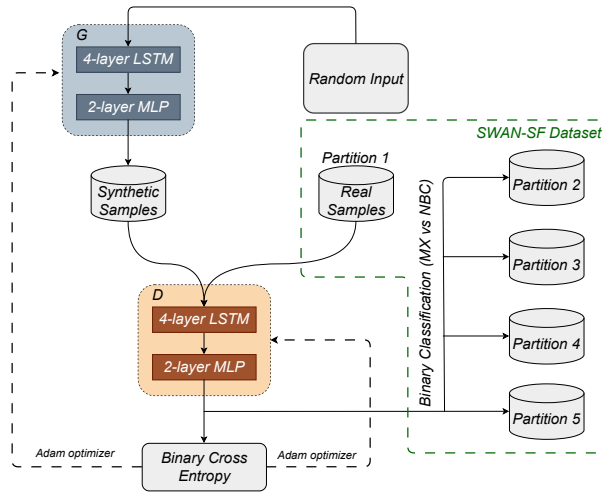 G
4-layer LSTM
2-layer MLP
Random Input
SWAN-SF Dataset
Synthetic
Samples
Partition 1
Real
Samples
Partition 2
Partition 3
Partition 4
Partition 5
Binary Classification (MX vs NBC)
D
4-layer LSTM
2-layer MLP
Adam optimizer
Binary Cross
Entropy
Adam optimizer